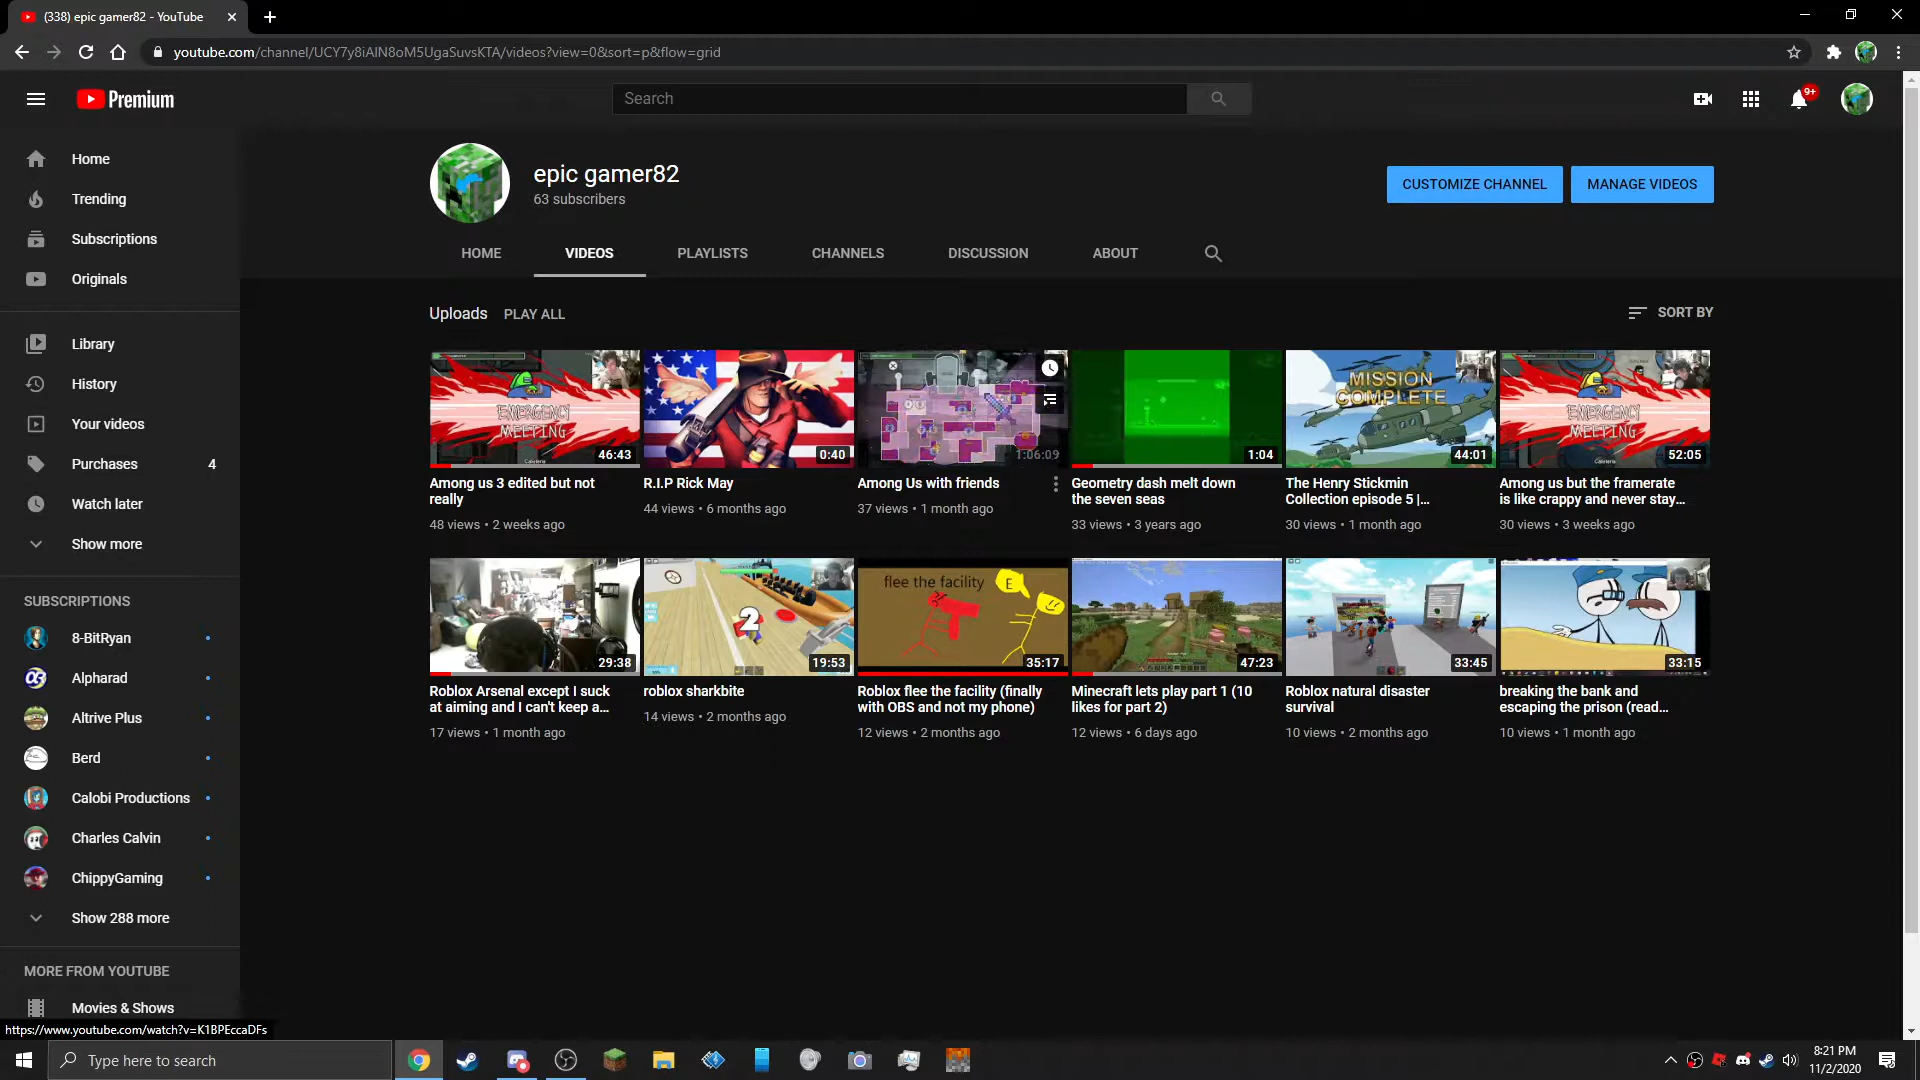 (338) epic gamer82 - YouTube
youtube.com/channel/UCY7y8iAIN8oM5UgaSuvsKTA/videos?view=0&sort=p&flow=grid
Premium
Search
9+
Home
Trending
Subscriptions
Originals
Library
History
Your videos
Purchases 4
Watch later
Show more
SUBSCRIPTIONS
8-BitRyan
Alpharad
Altrive Plus
Berd
Calobi Productions
Charles Calvin
ChippyGaming
Show 288 more
MORE FROM YOUTUBE
Movies & Shows
epic gamer82
63 subscribers
CUSTOMIZE CHANNEL
MANAGE VIDEOS
HOME VIDEOS PLAYLISTS CHANNELS DISCUSSION ABOUT
Uploads PLAY ALL
SORT BY
EMERGENCY
MEETING
46:43
Among us 3 edited but not
really
48 views • 2 weeks ago
0:40
R.I.P Rick May
44 views • 6 months ago
1:06:09
Among Us with friends
37 views • 1 month ago
1:04
Geometry dash melt down
the seven seas
33 views • 3 years ago
MISSION
COMPLETE
44:01
The Henry Stickmin
Collection episode 5 |...
30 views • 1 month ago
EMERGENCY
MEETING
52:05
Among us but the framerate
is like crappy and never stay...
30 views • 3 weeks ago
29:38
Roblox Arsenal except I suck
at aiming and I can't keep a...
17 views • 1 month ago
2
19:53
roblox sharkbite
14 views • 2 months ago
flee the facility
E
35:17
Roblox flee the facility (finally
with OBS and not my phone)
12 views • 2 months ago
47:23
Minecraft lets play part 1 (10
likes for part 2)
12 views • 6 days ago
33:45
Roblox natural disaster
survival
10 views • 2 months ago
33:15
breaking the bank and
escaping the prison (read...
10 views • 1 month ago
https://www.youtube.com/watch?v=K1BPEccaDFs
Type here to search
8:21 PM
11/2/2020